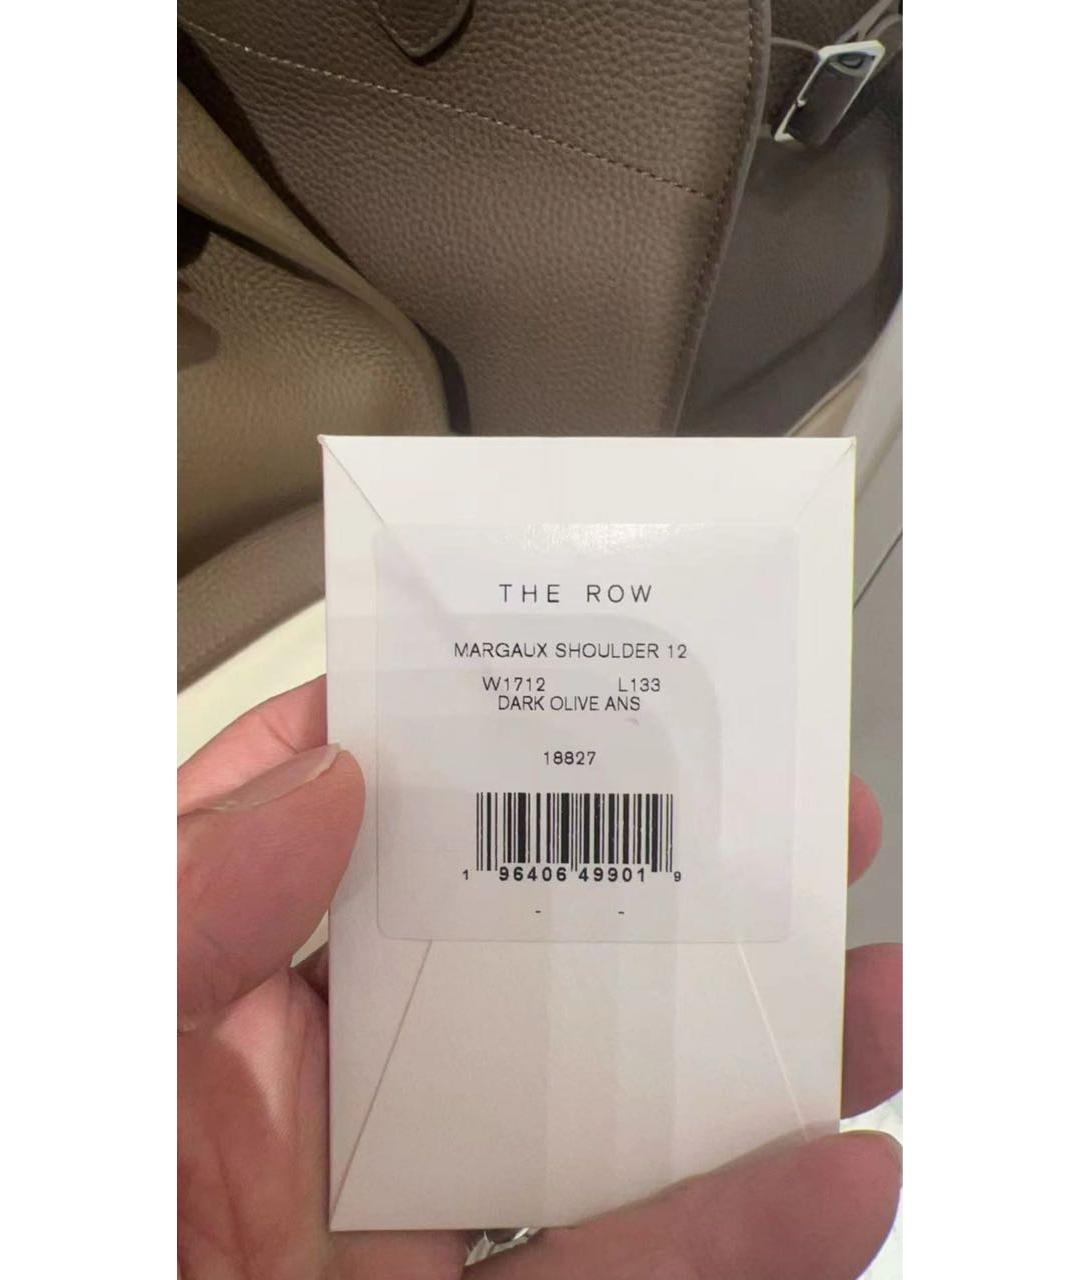 THE ROW
MARGAUX SHOULDER 12
W1712 L133
DARK OLIVE ANS
18827
1 96406 49901 9
- -